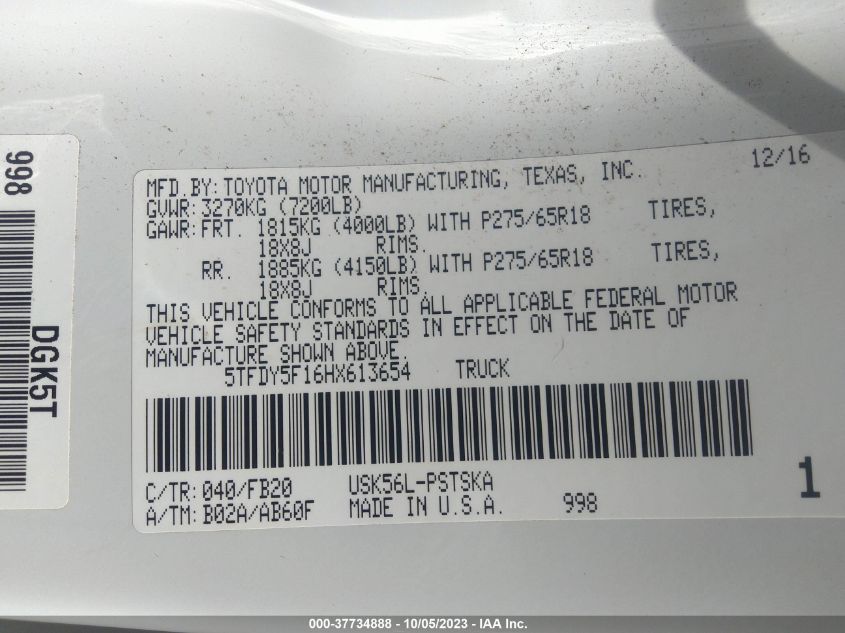 998
DGK5T
MFD.BY: TOYOTA MOTOR MANUFACTURING, TEXAS, INC. 12/16
GVWR: 3270KG (7200LB)
GAWR: FRT. 1815KG (4000LB) WITH P275/65R18 TIRES,
18X8J RIMS.
RR. 1885KG (4150LB) WITH P275/65R18 TIRES,
18X8J RIMS.
THIS VEHICLE CONFORMS TO ALL APPLICABLE FEDERAL MOTOR
VEHICLE SAFETY STANDARDS IN EFFECT ON THE DATE OF
MANUFACTURE SHOWN ABOVE.
5TFDY5F16HX613654 TRUCK
C/TR: 040/FB20 USK56L-PSTSKA
A/TM: B02A/AB60F MADE IN U.S.A. 998
1
000-37734888 - 10/05/2023 - IAA Inc.